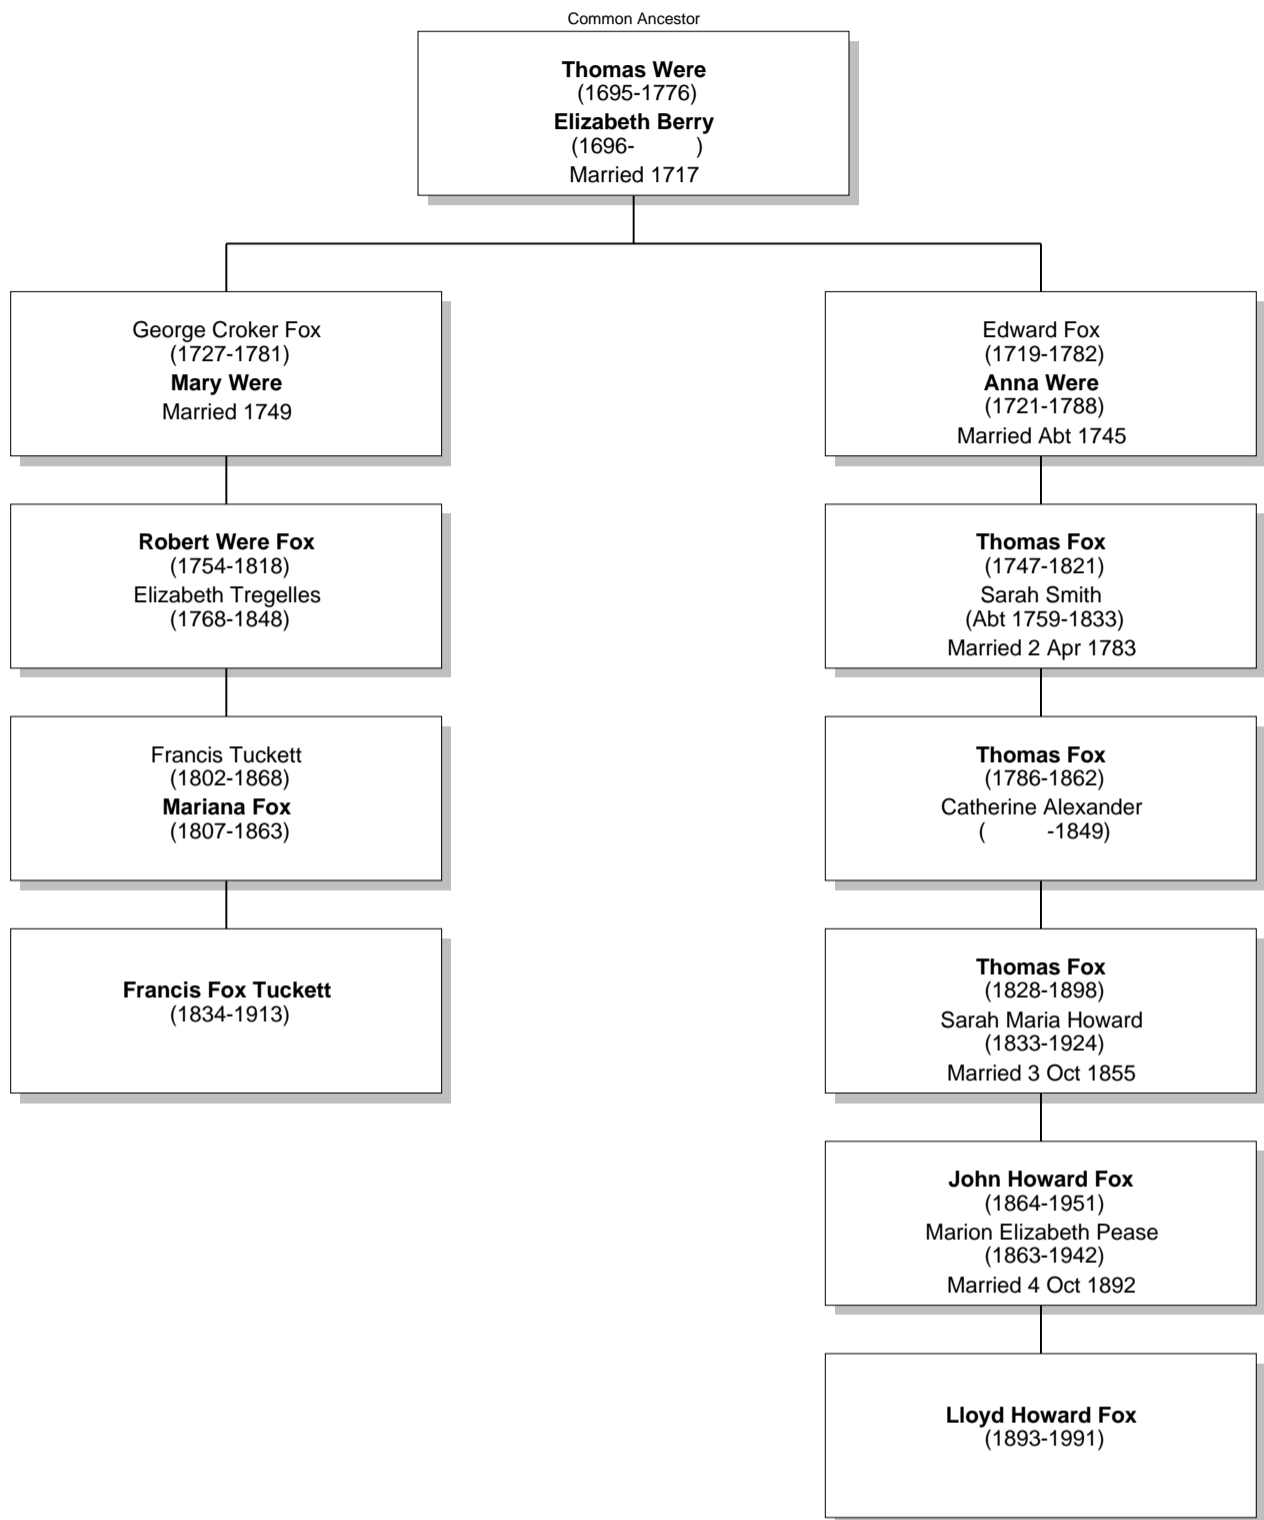 Common Ancestor
Thomas Were
(1695-1776)
Elizabeth Berry
(1696- )
Married 1717
George Croker Fox
(1727-1781)
Mary Were
Married 1749
Edward Fox
(1719-1782)
Anna Were
(1721-1788)
Married Abt 1745
Robert Were Fox
(1754-1818)
Elizabeth Tregelles
(1768-1848)
Thomas Fox
(1747-1821)
Sarah Smith
(Abt 1759-1833)
Married 2 Apr 1783
Francis Tuckett
(1802-1868)
Mariana Fox
(1807-1863)
Thomas Fox
(1786-1862)
Catherine Alexander
( -1849)
Francis Fox Tuckett
(1834-1913)
Thomas Fox
(1828-1898)
Sarah Maria Howard
(1833-1924)
Married 3 Oct 1855
John Howard Fox
(1864-1951)
Marion Elizabeth Pease
(1863-1942)
Married 4 Oct 1892
Lloyd Howard Fox
(1893-1991)